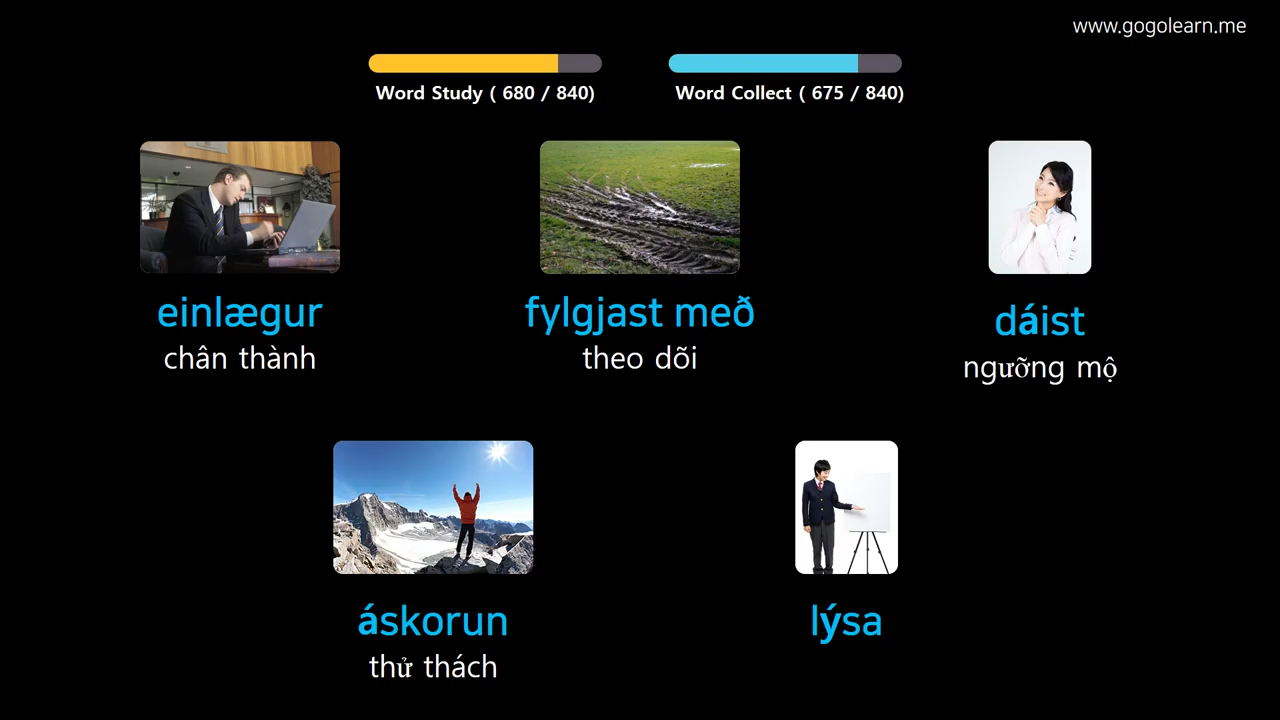 www.gogolearn.me
Word Study ( 680 / 840)
Word Collect ( 675 / 840)
einlægur
chân thành
fylgjast með
theo dõi
dáist
ngưỡng mộ
áskorun
thử thách
lýsa